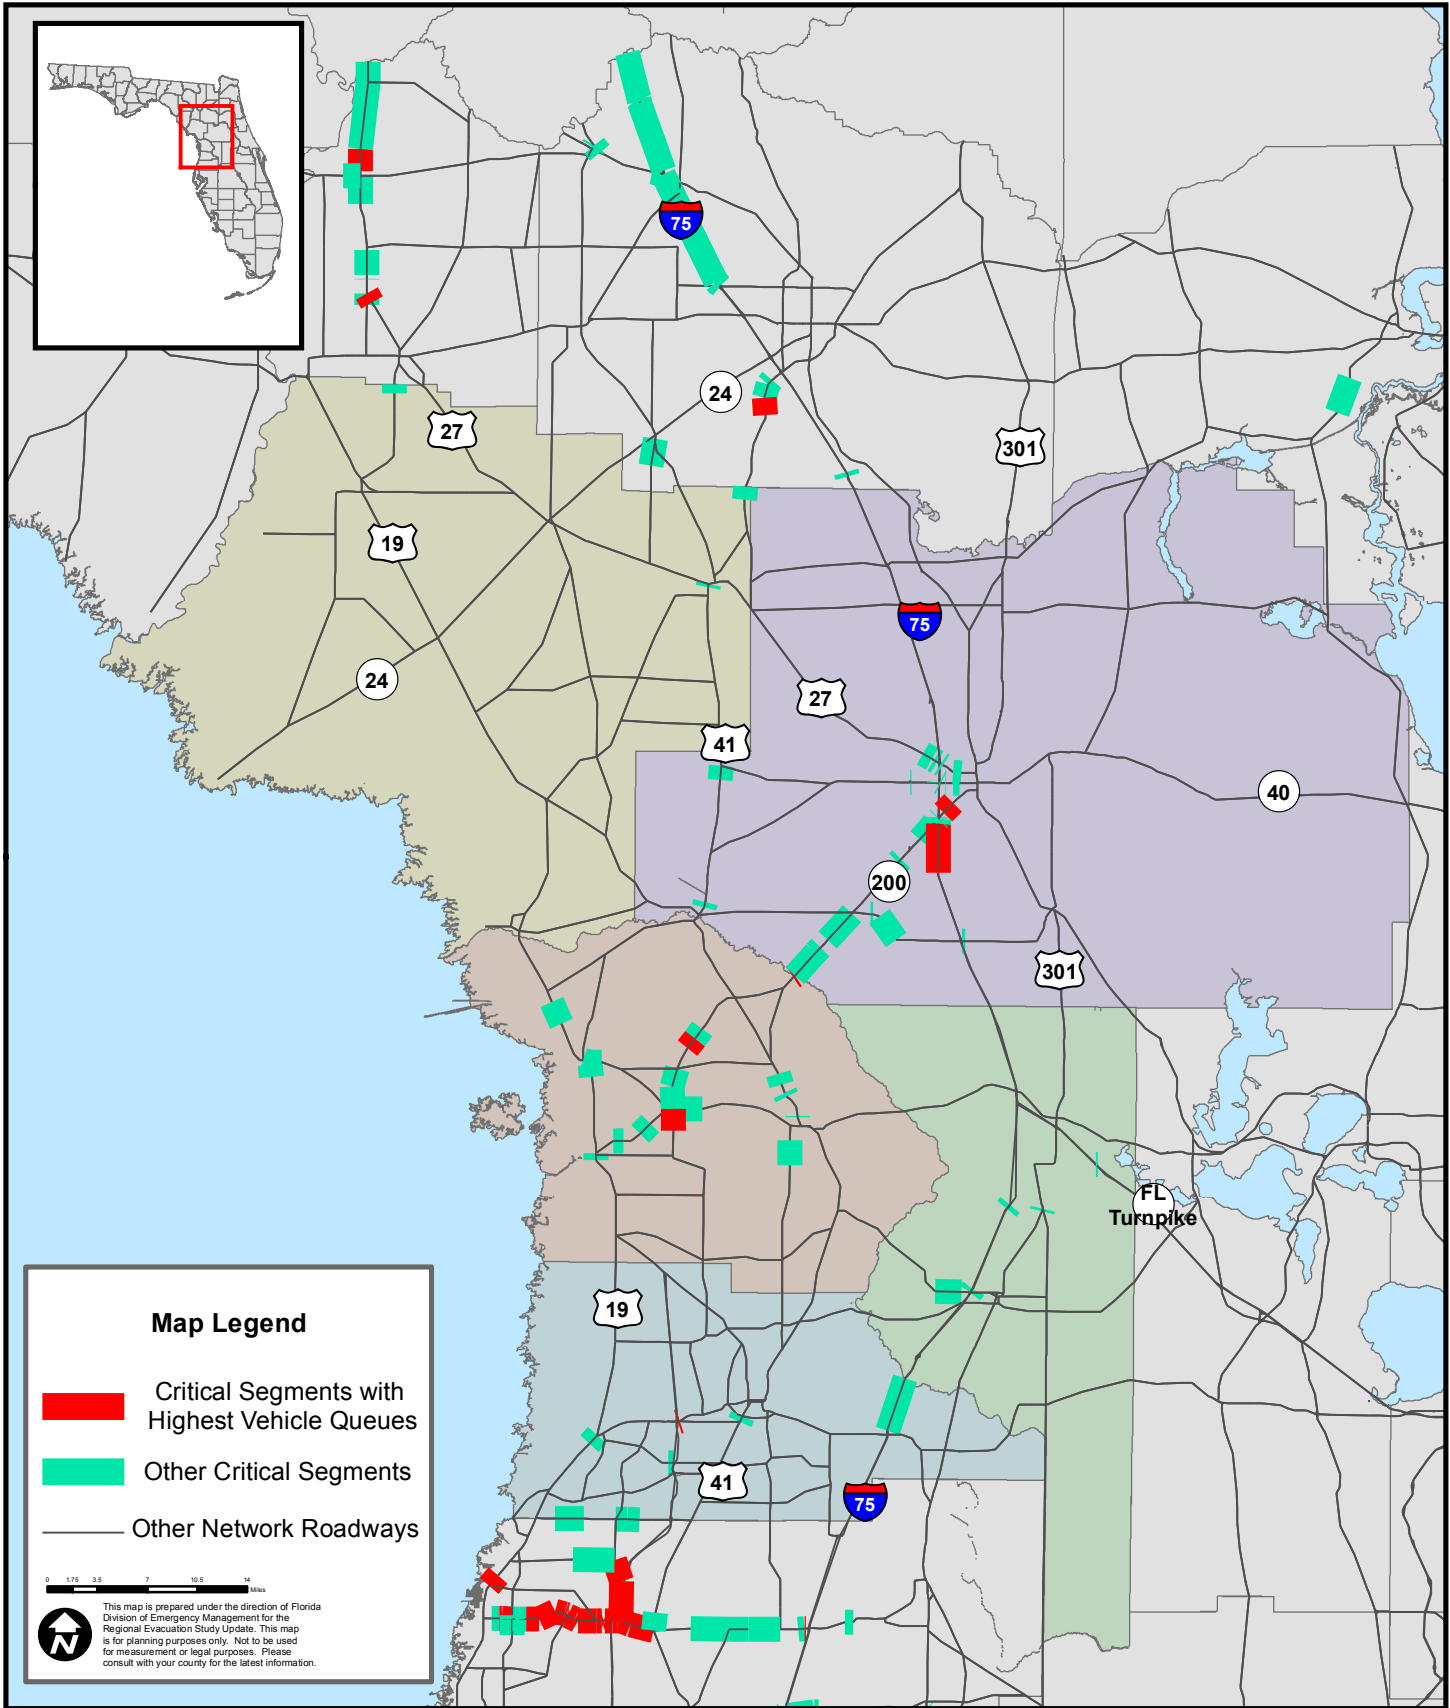 75
24
27
301
19
75
24
27
41
40
200
301
FL
Turnpike
19
41
75
Map Legend
Critical Segments with
Highest Vehicle Queues
Other Critical Segments
Other Network Roadways
0 1.75 3.5 7 10.5 14
Miles
N
This map is prepared under the direction of Florida
Division of Emergency Management for the
Regional Evacuation Study Update. This map
is for planning purposes only. Not to be used
for measurement or legal purposes. Please
consult with your county for the latest information.